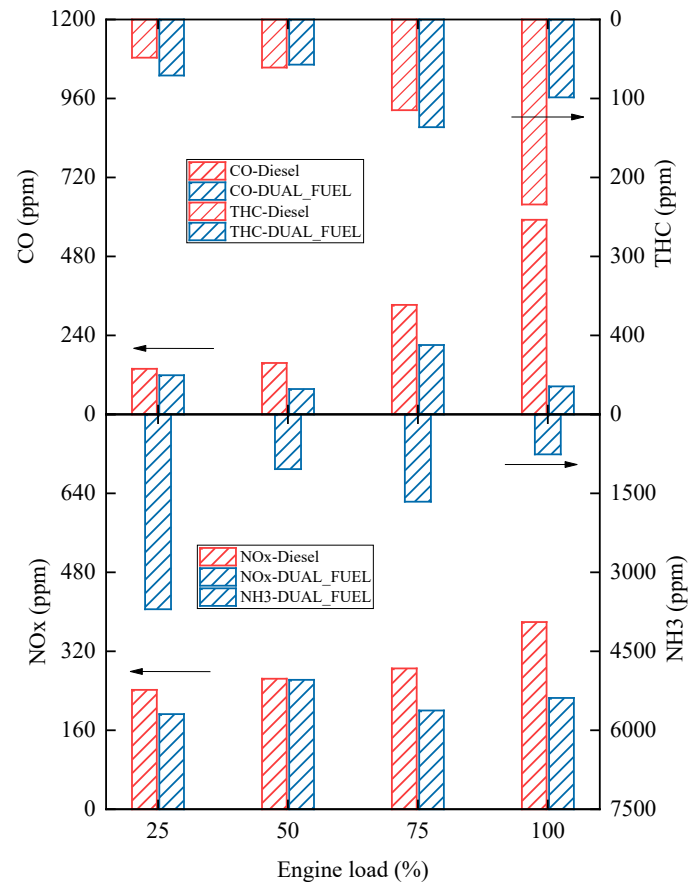 1200
960
720
480
240
0
CO (ppm)
0
100
200
300
400
0
THC (ppm)
CO-Diesel
CO-DUAL_FUEL
THC-Diesel
THC-DUAL_FUEL
640
480
320
160
0
NOx (ppm)
1500
3000
4500
6000
7500
NH3 (ppm)
NOx-Diesel
NOx-DUAL_FUEL
NH3-DUAL_FUEL
25
50
75
100
Engine load (%)